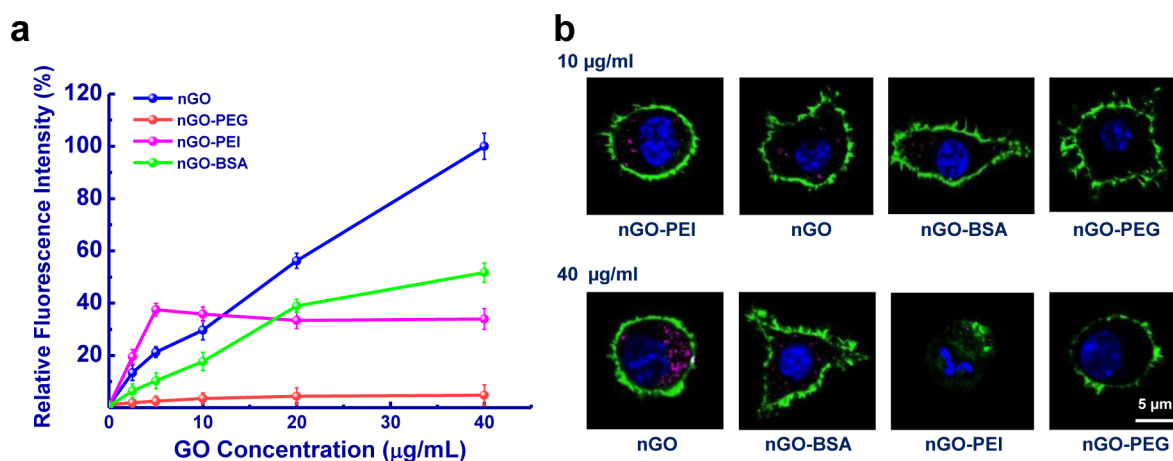 a
Relative Fluorescence Intensity (%)
120
100
80
60
40
20
0
10
20
30
40
GO Concentration (μg/mL)
nGO
nGO-PEG
nGO-PEI
nGO-BSA
b
10 μg/ml
nGO-PEI
nGO
nGO-BSA
nGO-PEG
40 μg/ml
nGO
nGO-BSA
nGO-PEI
nGO-PEG
5 μm